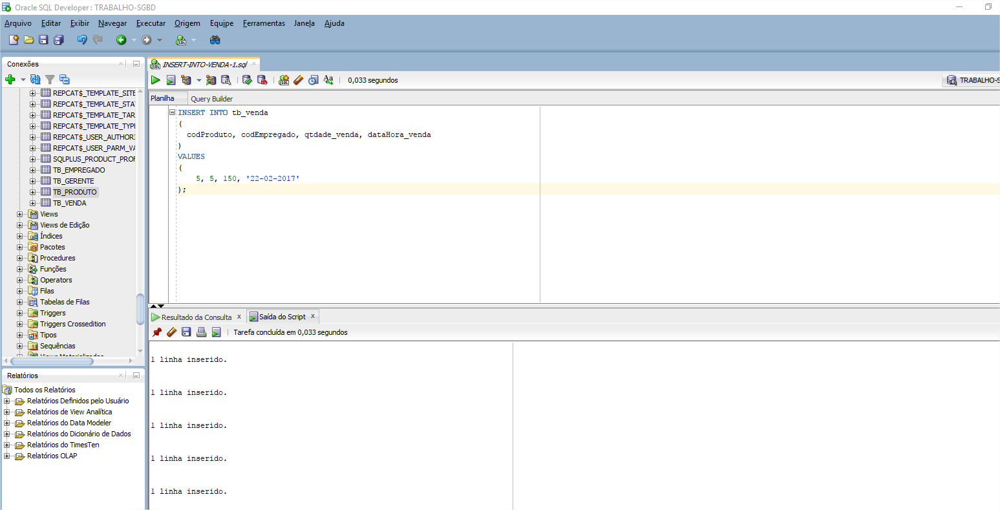 Oracle SQL Developer : TRABALHO-SGBD
Arquivo Editar Exibir Navegar Executar Origem Equipe Ferramentas Janela Ajuda
Conexões
INSERT-INTO-VENDA-1.sql
0,033 segundos
TRABALHO-S
Planilha
Query Builder
REPCAT$_TEMPLATE_SITE
REPCAT$_TEMPLATE_STA
REPCAT$_TEMPLATE_TAR
REPCAT$_TEMPLATE_TYPE
REPCAT$_USER_AUTHOR
REPCAT$_USER_PARM_VA
SQLPLUS_PRODUCT_PROF
TB_EMPREGADO
TB_GERENTE
TB_PRODUTO
TB_VENDA
Views
Views de Edição
Índices
Pacotes
Procedures
Funções
Operators
Filas
Tabelas de Filas
Triggers
Triggers Crossedition
Tipos
Sequências
INSERT INTO tb_venda
(
codProduto, codEmpregado, qtdade_venda, dataHora_venda
)
VALUES
(
5, 5, 150, '22-02-2017'
);
Resultado da Consulta x
Saída do Script x
Tarefa concluída em 0,033 segundos
1 linha inserido.
1 linha inserido.
1 linha inserido.
1 linha inserido.
1 linha inserido.
Relatórios
Todos os Relatórios
Relatórios Definidos pelo Usuário
Relatórios de View Analítica
Relatórios do Data Modeler
Relatórios do Dicionário de Dados
Relatórios do TimesTen
Relatórios OLAP